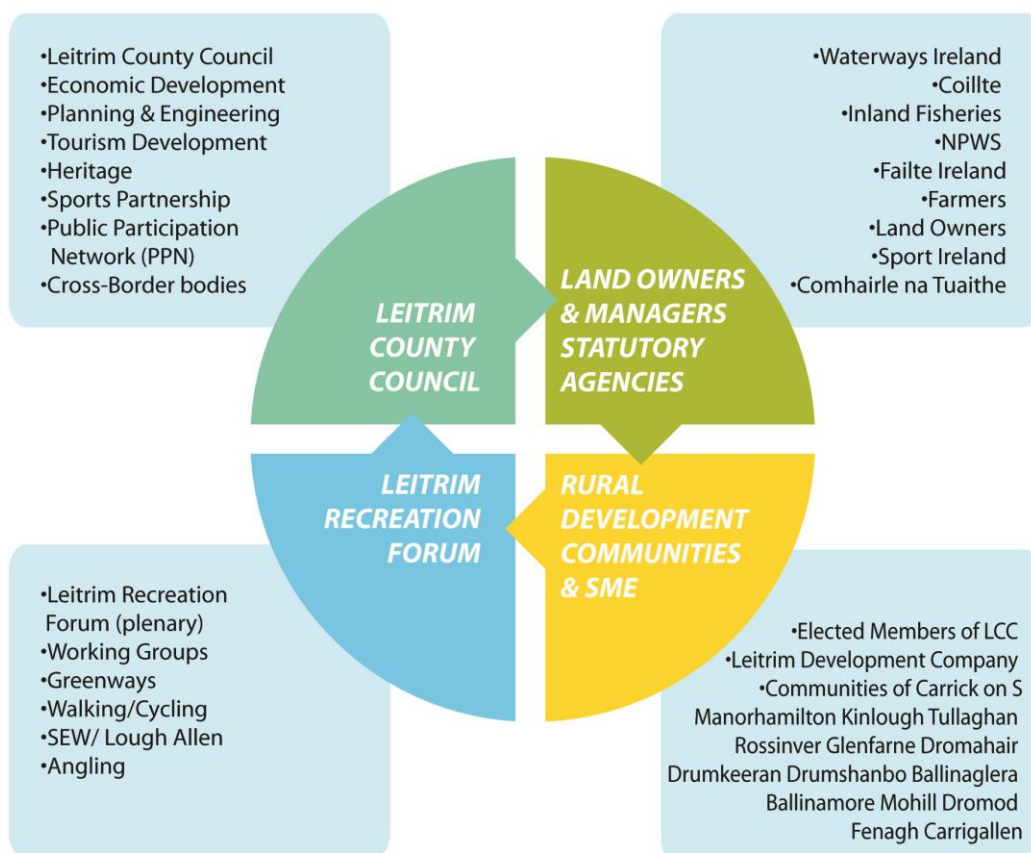 •Leitrim County Council
•Economic Development
•Planning & Engineering
•Tourism Development
•Heritage
•Sports Partnership
•Public Participation
Network (PPN)
•Cross-Border bodies
•Waterways Ireland
•Coillte
•Inland Fisheries
•NPWS
•Failte Ireland
•Farmers
•Land Owners
•Sport Ireland
•Comhairle na Tuaithe
LEITRIM
COUNTY
COUNCIL
LAND OWNERS
& MANAGERS
STATUTORY
AGENCIES
LEITRIM
RECREATION
FORUM
RURAL
DEVELOPMENT
COMMUNITIES
& SME
•Leitrim Recreation
Forum (plenary)
•Working Groups
•Greenways
•Walking/Cycling
•SEW/ Lough Allen
•Angling
•Elected Members of LCC
•Leitrim Development Company
•Communities of Carrick on S
Manorhamilton Kinlough Tullaghan
Rossinver Glenfarne Dromahair
Drumkeeran Drumshanbo Ballinaglera
Ballinamore Mohill Dromod
Fenagh Carrigallen